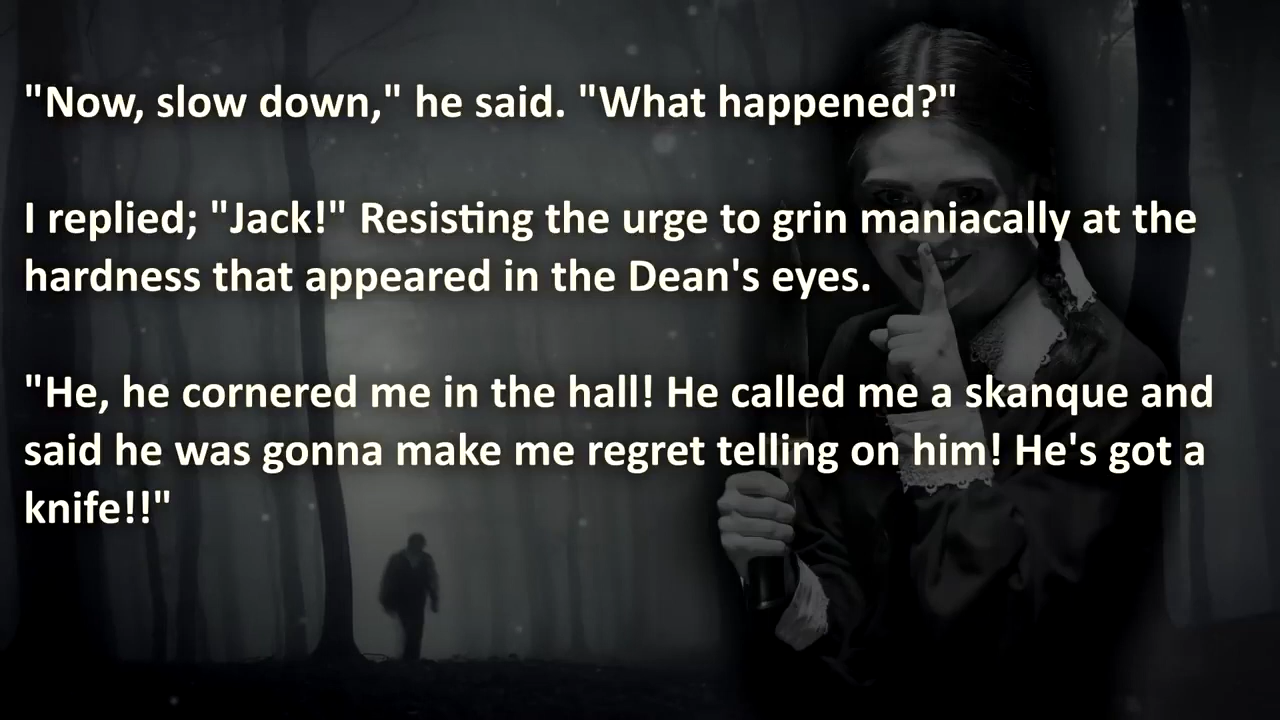 "Now, slow down," he said. "What happened?"
I replied; "Jack!" Resisting the urge to grin maniacally at the
hardness that appeared in the Dean's eyes.
"He, he cornered me in the hall! He called me a skanque and
said he was gonna make me regret telling on him! He's got a
knife!!"